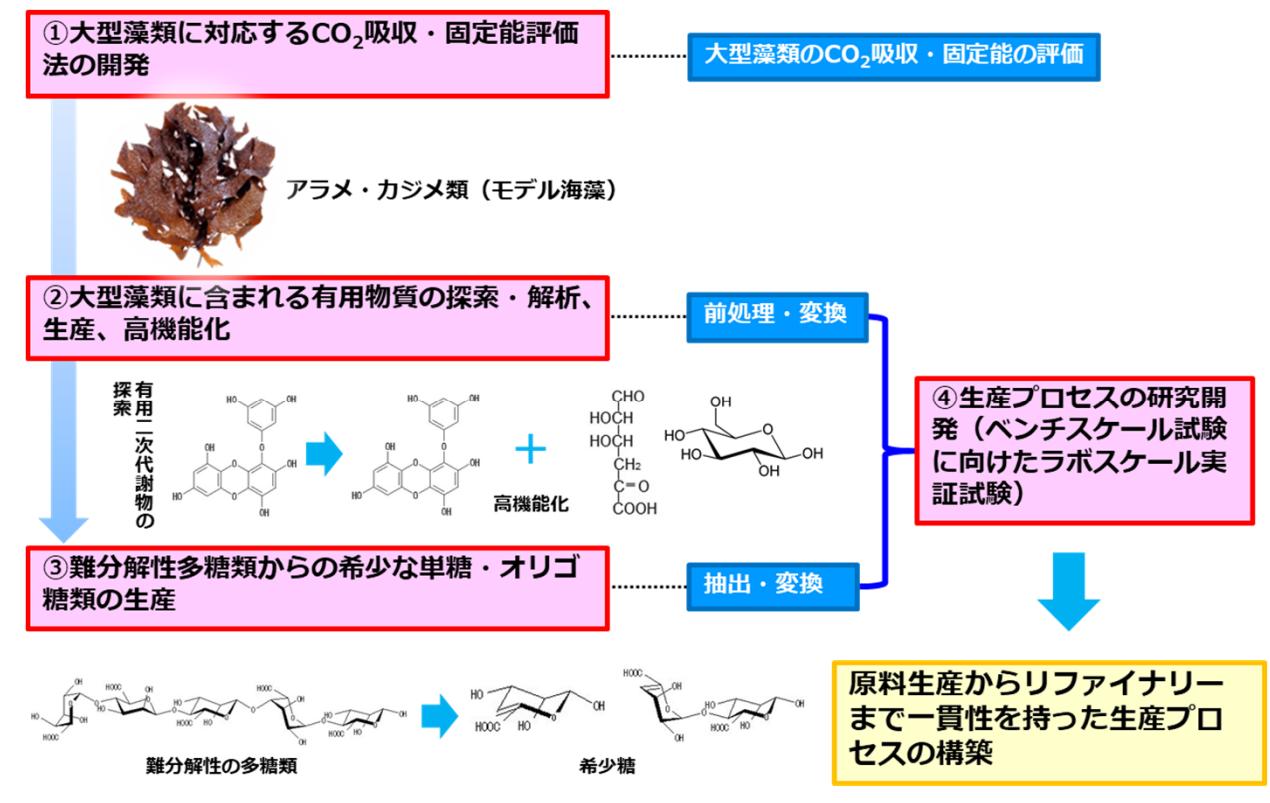 ①大型藻類に対応するCO₂吸収・固定能評価
法の開発
大型藻類のCO₂吸収・固定能の評価
アラメ・カジメ類（モデル海藻）
②大型藻類に含まれる有用物質の探索・解析、
生産、高機能化
前処理・変換
有用二次代謝物の
探索
HO
OH
OH
O
OH
O
HO
O
OH
HO
OH
OH
O
OH
O
HO
O
OH
+
高機能化
CHO
HOCH
HOCH
CH₂
C=O
COOH
OH
HO
O
HO
OH
OH
④生産プロセスの研究開
発（ベンチスケール試験
に向けたラボスケール実
証試験）
③難分解性多糖類からの希少な単糖・オリゴ
糖類の生産
抽出・変換
難分解性の多糖類
HO
O
OH
HOOC
HO
希少糖
原料生産からリファイナリー
まで一貫性を持った生産プロ
セスの構築